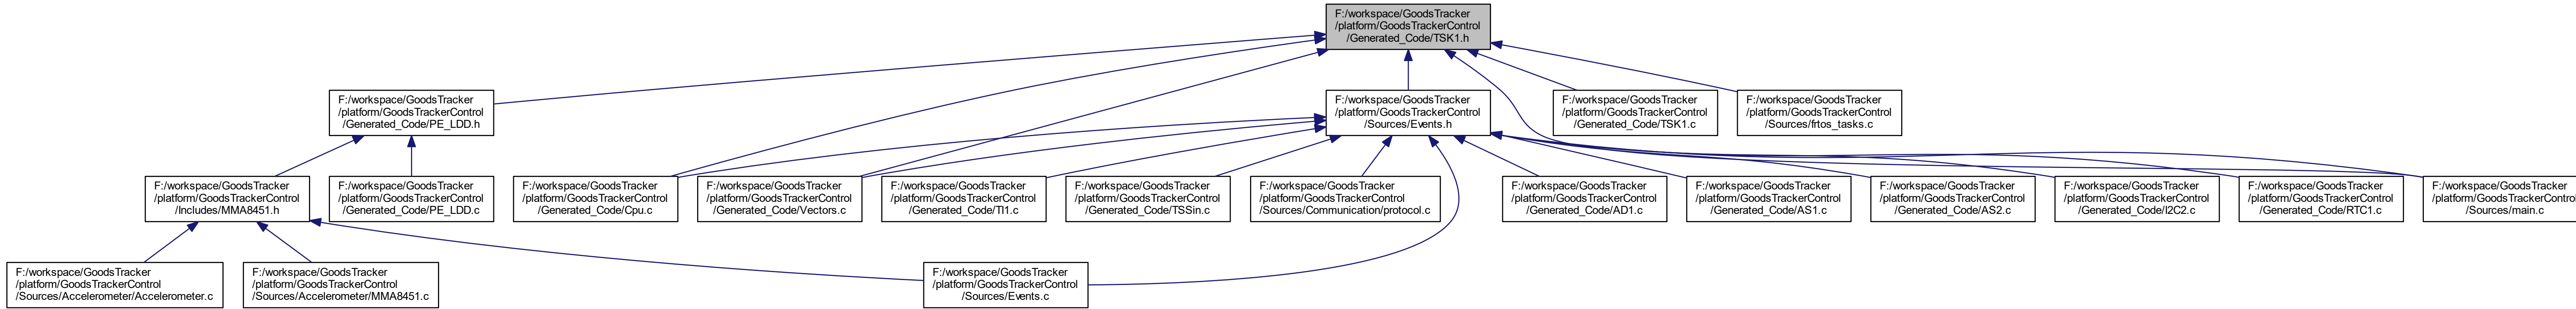 F:/workspace/GoodsTracker
/platform/GoodsTrackerControl
/Generated_Code/TSK1.h
F:/workspace/GoodsTracker
/platform/GoodsTrackerControl
/Generated_Code/PE_LDD.h
F:/workspace/GoodsTracker
/platform/GoodsTrackerControl
/Sources/Events.h
F:/workspace/GoodsTracker
/platform/GoodsTrackerControl
/Generated_Code/TSK1.c
F:/workspace/GoodsTracker
/platform/GoodsTrackerControl
/Sources/frtos_tasks.c
F:/workspace/GoodsTracker
/platform/GoodsTrackerControl
/Includes/MMA8451.h
F:/workspace/GoodsTracker
/platform/GoodsTrackerControl
/Generated_Code/PE_LDD.c
F:/workspace/GoodsTracker
/platform/GoodsTrackerControl
/Generated_Code/Cpu.c
F:/workspace/GoodsTracker
/platform/GoodsTrackerControl
/Generated_Code/Vectors.c
F:/workspace/GoodsTracker
/platform/GoodsTrackerControl
/Generated_Code/TI1.c
F:/workspace/GoodsTracker
/platform/GoodsTrackerControl
/Generated_Code/TSSin.c
F:/workspace/GoodsTracker
/platform/GoodsTrackerControl
/Sources/Communication/protocol.c
F:/workspace/GoodsTracker
/platform/GoodsTrackerControl
/Generated_Code/AD1.c
F:/workspace/GoodsTracker
/platform/GoodsTrackerControl
/Generated_Code/AS1.c
F:/workspace/GoodsTracker
/platform/GoodsTrackerControl
/Generated_Code/AS2.c
F:/workspace/GoodsTracker
/platform/GoodsTrackerControl
/Generated_Code/I2C2.c
F:/workspace/GoodsTracker
/platform/GoodsTrackerControl
/Generated_Code/RTC1.c
F:/workspace/GoodsTracker
/platform/GoodsTrackerControl
/Sources/main.c
F:/workspace/GoodsTracker
/platform/GoodsTrackerControl
/Sources/Accelerometer/Accelerometer.c
F:/workspace/GoodsTracker
/platform/GoodsTrackerControl
/Sources/Accelerometer/MMA8451.c
F:/workspace/GoodsTracker
/platform/GoodsTrackerControl
/Sources/Events.c